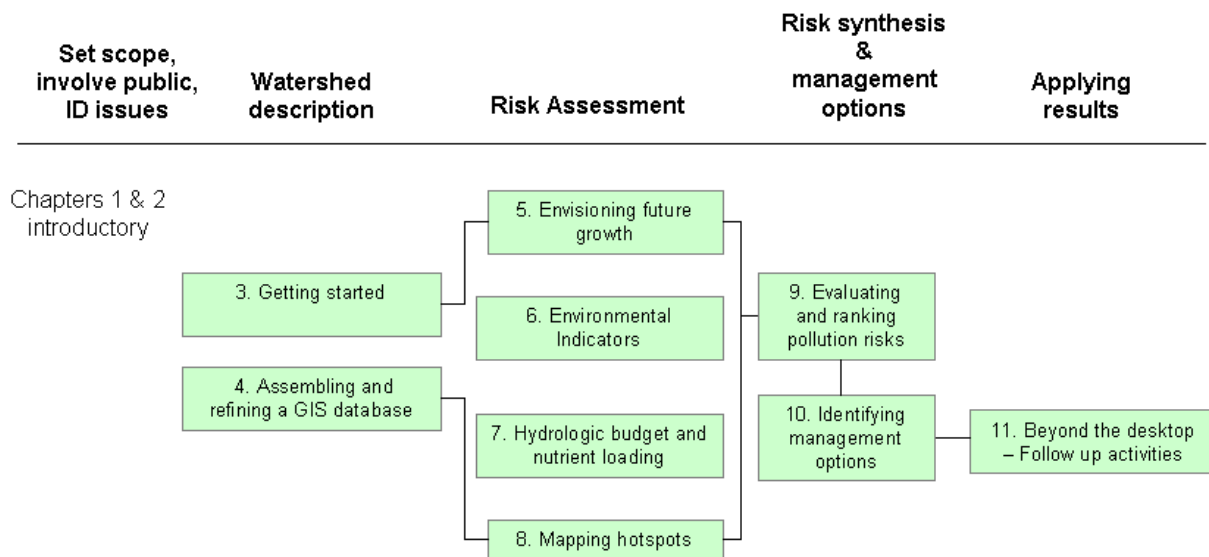 Set scope,
involve public,
ID issues
Watershed
description
Risk Assessment
Risk synthesis
&
management
options
Applying
results
Chapters 1 & 2
introductory
3. Getting started
4. Assembling and
refining a GIS database
5. Envisioning future
growth
6. Environmental
Indicators
7. Hydrologic budget and
nutrient loading
8. Mapping hotspots
9. Evaluating
and ranking
pollution risks
10. Identifying
management
options
11. Beyond the desktop
– Follow up activities